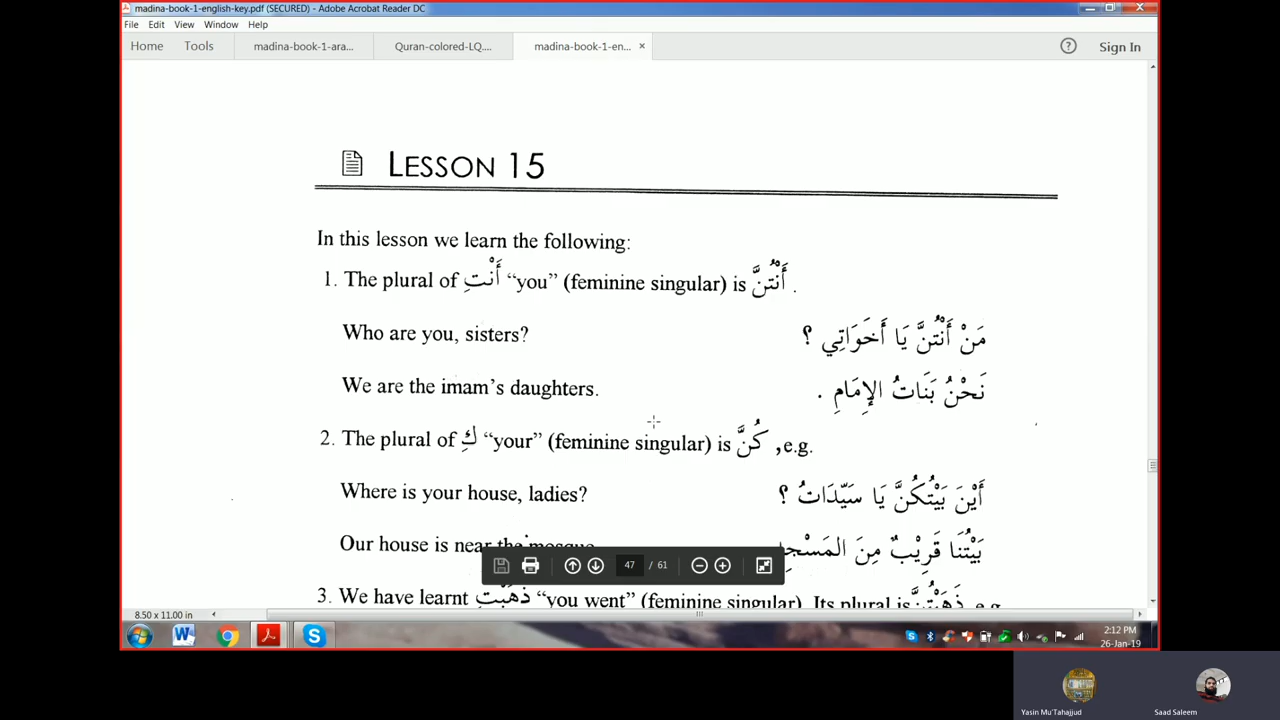 madina-book-1-english-key.pdf (SECURED) - Adobe Acrobat Reader DC
File Edit View Window Help
Home Tools madina-book-1-ara... Quran-colored-LQ.... madina-book-1-en... × Sign In
LESSON 15
In this lesson we learn the following:
1. The plural of أَنْتِ “you” (feminine singular) is أَنْتُنَّ .
Who are you, sisters? مَنْ أَنْتُنَّ يَا أَخَوَاتِي ؟
We are the imam’s daughters. نَحْنُ بَنَاتُ الإِمَامِ .
2. The plural of كِ “your” (feminine singular) is كُنَّ , e.g.
Where is your house, ladies? أَيْنَ بَيْتُكُنَّ يَا سَيِّدَاتُ ؟
Our house is near the mosque. بَيْتُنَا قَرِيْبٌ مِنَ المَسْجِدِ
47 / 61
3. We have learnt ذَهَبْتِ “you went” (feminine singular). Its plural is ذَهَبْتُنَّ, e.g.
8.50 x 11.00 in
2:12 PM
26-Jan-19
Yasin Mu'Tahajjud Saad Saleem